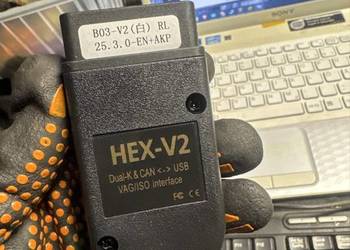 B03-V2(白) RL
25.3.0-EN+AKP
SONY
HEX-V2
Dual-K & CAN <-> USB
VAG/ISO interface
FC CE